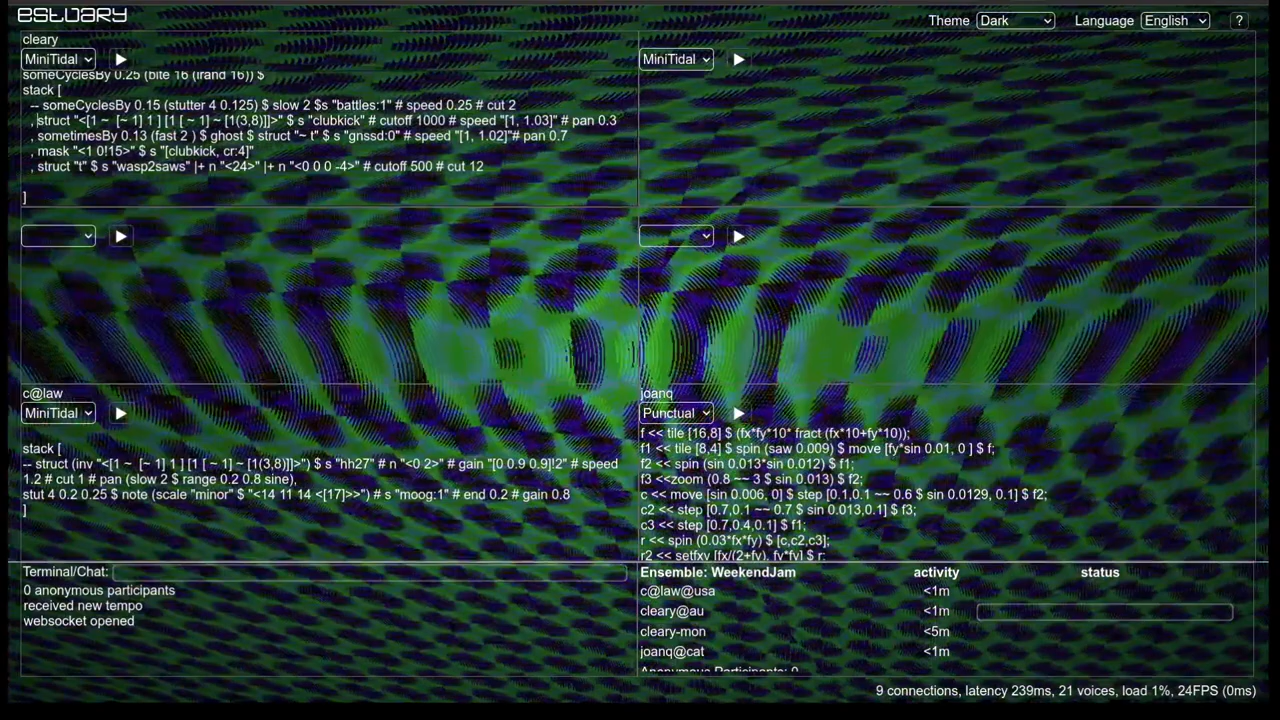 estuary
Theme Dark Language English ?
cleary
MiniTidal
someCyclesBy 0.25 (bite 16 (irand 16)) $
stack [
-- someCyclesBy 0.15 (stutter 4 0.125) $ slow 2 $s "battles:1" # speed 0.25 # cut 2
, struct "<[1 ~ [~ 1] 1 ] [1 [ ~ 1] ~ [1(3,8)]]>" $ s "clubkick" # cutoff 1000 # speed "[1, 1.03]" # pan 0.3
, sometimesBy 0.13 (fast 2 ) $ ghost $ struct "~ t" $ s "gnssd:0" # speed "[1, 1.02]"# pan 0.7
, mask "<1 0!15>" $ s "[clubkick, cr:4]"
, struct "t" $ s "wasp2saws" |+ n "<24>" |+ n "<0 0 0 -4>" # cutoff 500 # cut 12
]
MiniTidal
c@law
MiniTidal
stack [
-- struct (inv "<[1 ~ [~ 1] 1 ] [1 [ ~ 1] ~ [1(3,8)]]>") $ s "hh27" # n "<0 2>" # gain "[0 0.9 0.9]!2" # speed
1.2 # cut 1 # pan (slow 2 $ range 0.2 0.8 sine),
stut 4 0.2 0.25 $ note (scale "minor" $ "<14 11 14 <[17]>>") # s "moog:1" # end 0.2 # gain 0.8
]
joanq
Punctual
f << tile [16,8] $ (fx*fy*10* fract (fx*10+fy*10));
f1 << tile [8,4] $ spin (saw 0.009) $ move [fy*sin 0.01, 0 ] $ f;
f2 << spin (sin 0.013*sin 0.012) $ f1;
f3 <<zoom (0.8 ~~ 3 $ sin 0.013) $ f2;
c << move [sin 0.006, 0] $ step [0.1,0.1 ~~ 0.6 $ sin 0.0129, 0.1] $ f2;
c2 << step [0.7,0.1 ~~ 0.7 $ sin 0.013,0.1] $ f3;
c3 << step [0.7,0.4,0.1] $ f1;
r << spin (0.03*fx*fy) $ [c,c2,c3];
r2 << setfxy [fx/(2+fy), fy*fy] $ r;
Terminal/Chat:
0 anonymous participants
received new tempo
websocket opened
Ensemble: WeekendJam activity status
c@law@usa <1m
cleary@au <1m
cleary-mon <5m
joanq@cat <1m
Anonymous Participants: 0
9 connections, latency 239ms, 21 voices, load 1%, 24FPS (0ms)